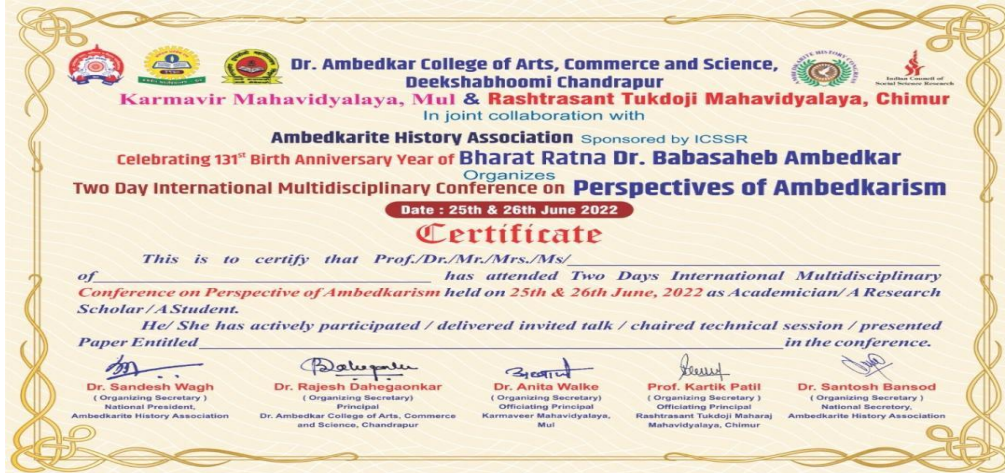 Dr. Ambedkar College of Arts, Commerce and Science,
Deekshabhoomi Chandrapur
Indian Council of
Social Science Research
Karmavir Mahavidyalaya, Mul & Rashtrasant Tukdoji Mahavidyalaya, Chimur
In joint collaboration with
Ambedkarite History Association Sponsored by ICSSR
Celebrating 131st Birth Anniversary Year of Bharat Ratna Dr. Babasaheb Ambedkar
Organizes
Two Day International Multidisciplinary Conference on Perspectives of Ambedkarism
Date : 25th & 26th June 2022
Certificate
This is to certify that Prof./Dr./Mr./Mrs./Ms/
of has attended Two Days International Multidisciplinary
Conference on Perspective of Ambedkarism held on 25th & 26th June, 2022 as Academician/ A Research
Scholar / A Student.
He/ She has actively participated / delivered invited talk / chaired technical session / presented
Paper Entitled in the conference.
Dr. Sandesh Wagh
( Organizing Secretary )
National President,
Ambedkarite History Association
Dr. Rajesh Dahegaonkar
( Organizing Secretary)
Principal
Dr. Ambedkar College of Arts, Commerce
and Science, Chandrapur
Dr. Anita Walke
( Organizing Secretary)
Officiating Principal
Karmaveer Mahavidyalaya,
Mul
Prof. Kartik Patil
( Organizing Secretary )
Officiating Principal
Rashtrasant Tukdoji Maharaj
Mahavidyalaya, Chimur
Dr. Santosh Bansod
( Organizing Secretary )
National Secretary,
Ambedkarite History Association